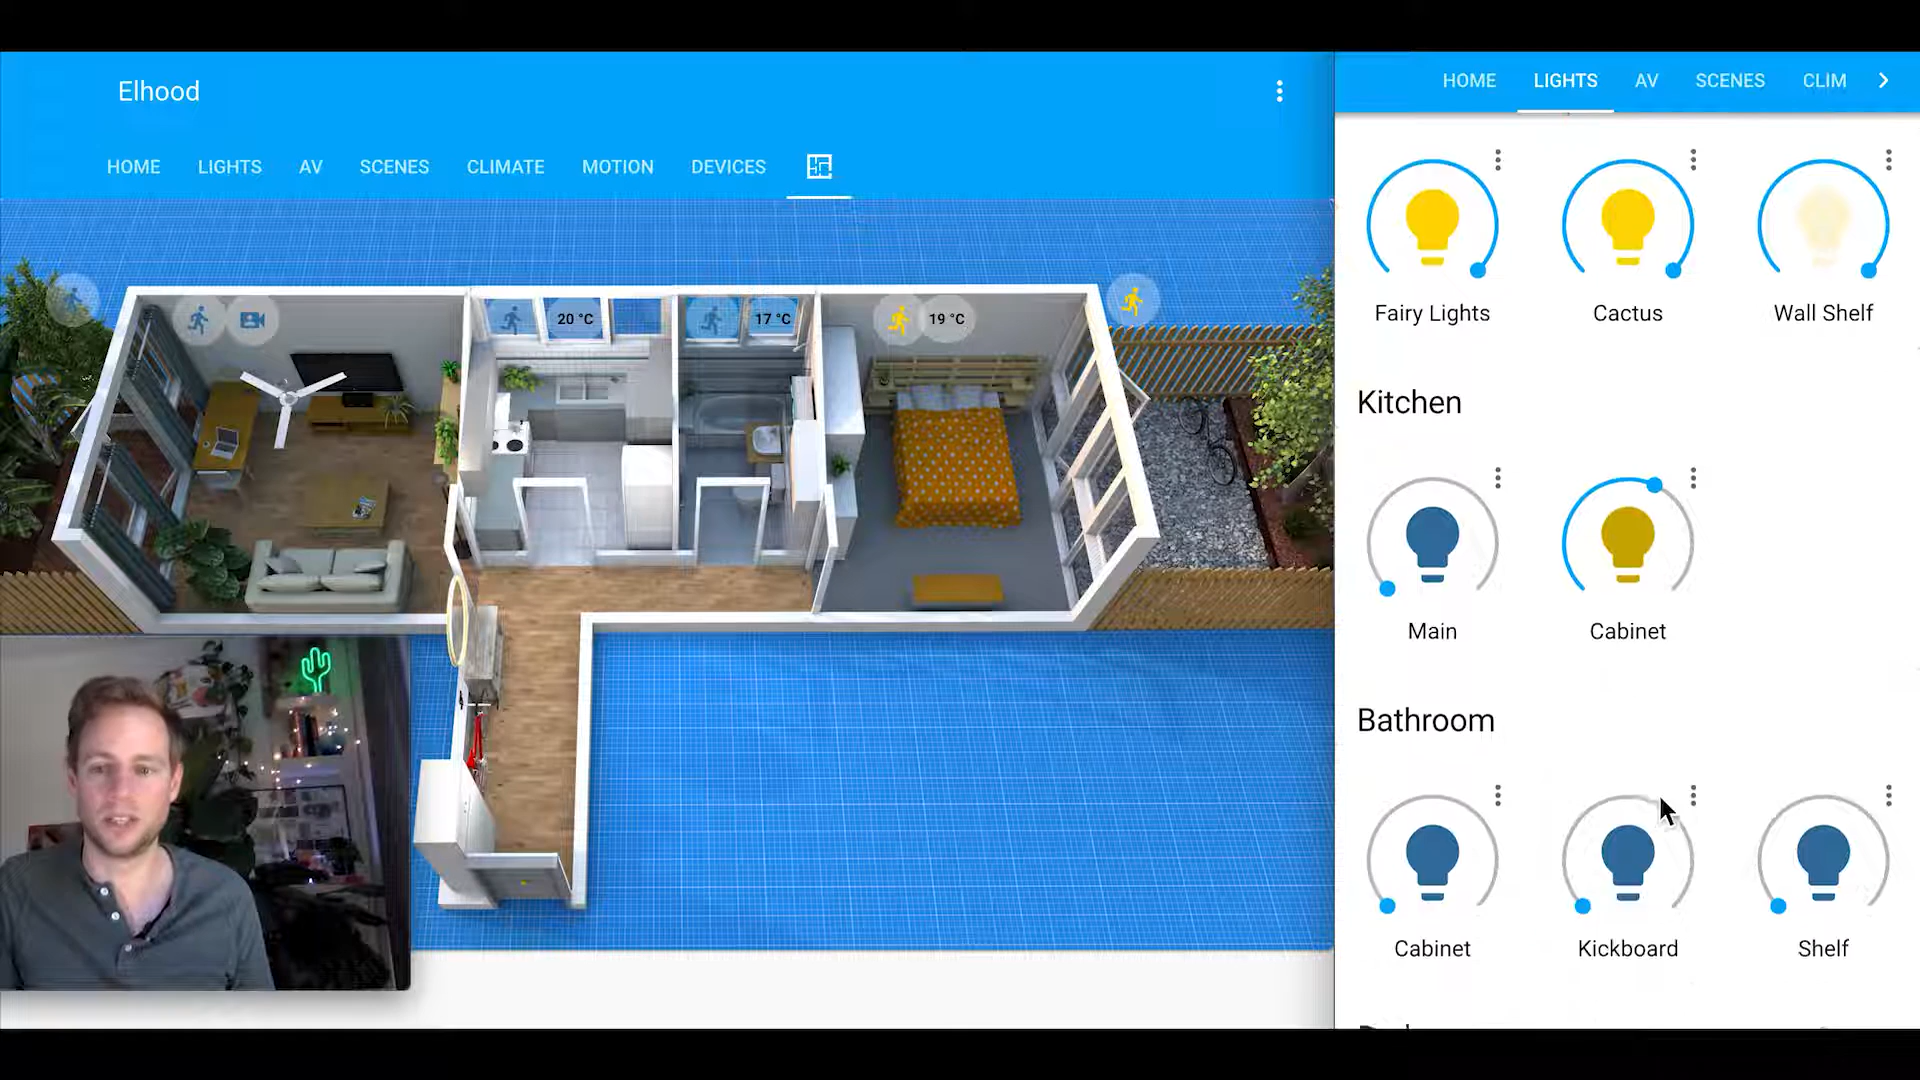 Elhood
HOME LIGHTS AV SCENES CLIMATE MOTION DEVICES
20 °C
17 °C
19 °C
HOME LIGHTS AV SCENES CLIM
Fairy Lights
Cactus
Wall Shelf
Kitchen
Main
Cabinet
Bathroom
Cabinet
Kickboard
Shelf